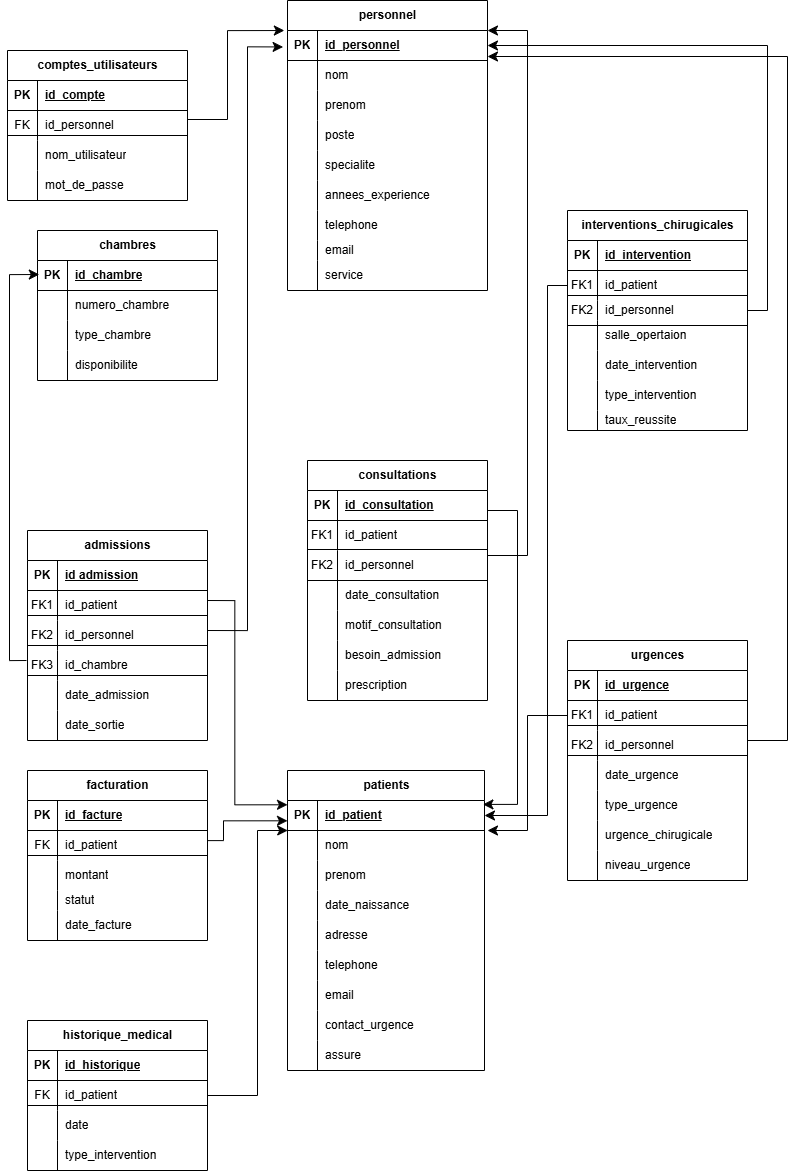 personnel
PK id_personnel
nom
prenom
poste
specialite
annees_experience
telephone
email
service
comptes_utilisateurs
PK id_compte
FK id_personnel
nom_utilisateur
mot_de_passe
chambres
PK id_chambre
numero_chambre
type_chambre
disponibilite
interventions_chirugicales
PK id_intervention
FK1 id_patient
FK2 id_personnel
salle_opertaion
date_intervention
type_intervention
taux_reussite
consultations
PK id_consultation
FK1 id_patient
FK2 id_personnel
date_consultation
motif_consultation
besoin_admission
prescription
admissions
PK id admission
FK1 id_patient
FK2 id_personnel
FK3 id_chambre
date_admission
date_sortie
urgences
PK id_urgence
FK1 id_patient
FK2 id_personnel
date_urgence
type_urgence
urgence_chirugicale
niveau_urgence
facturation
PK id_facture
FK id_patient
montant
statut
date_facture
patients
PK id_patient
nom
prenom
date_naissance
adresse
telephone
email
contact_urgence
assure
historique_medical
PK id_historique
FK id_patient
date
type_intervention